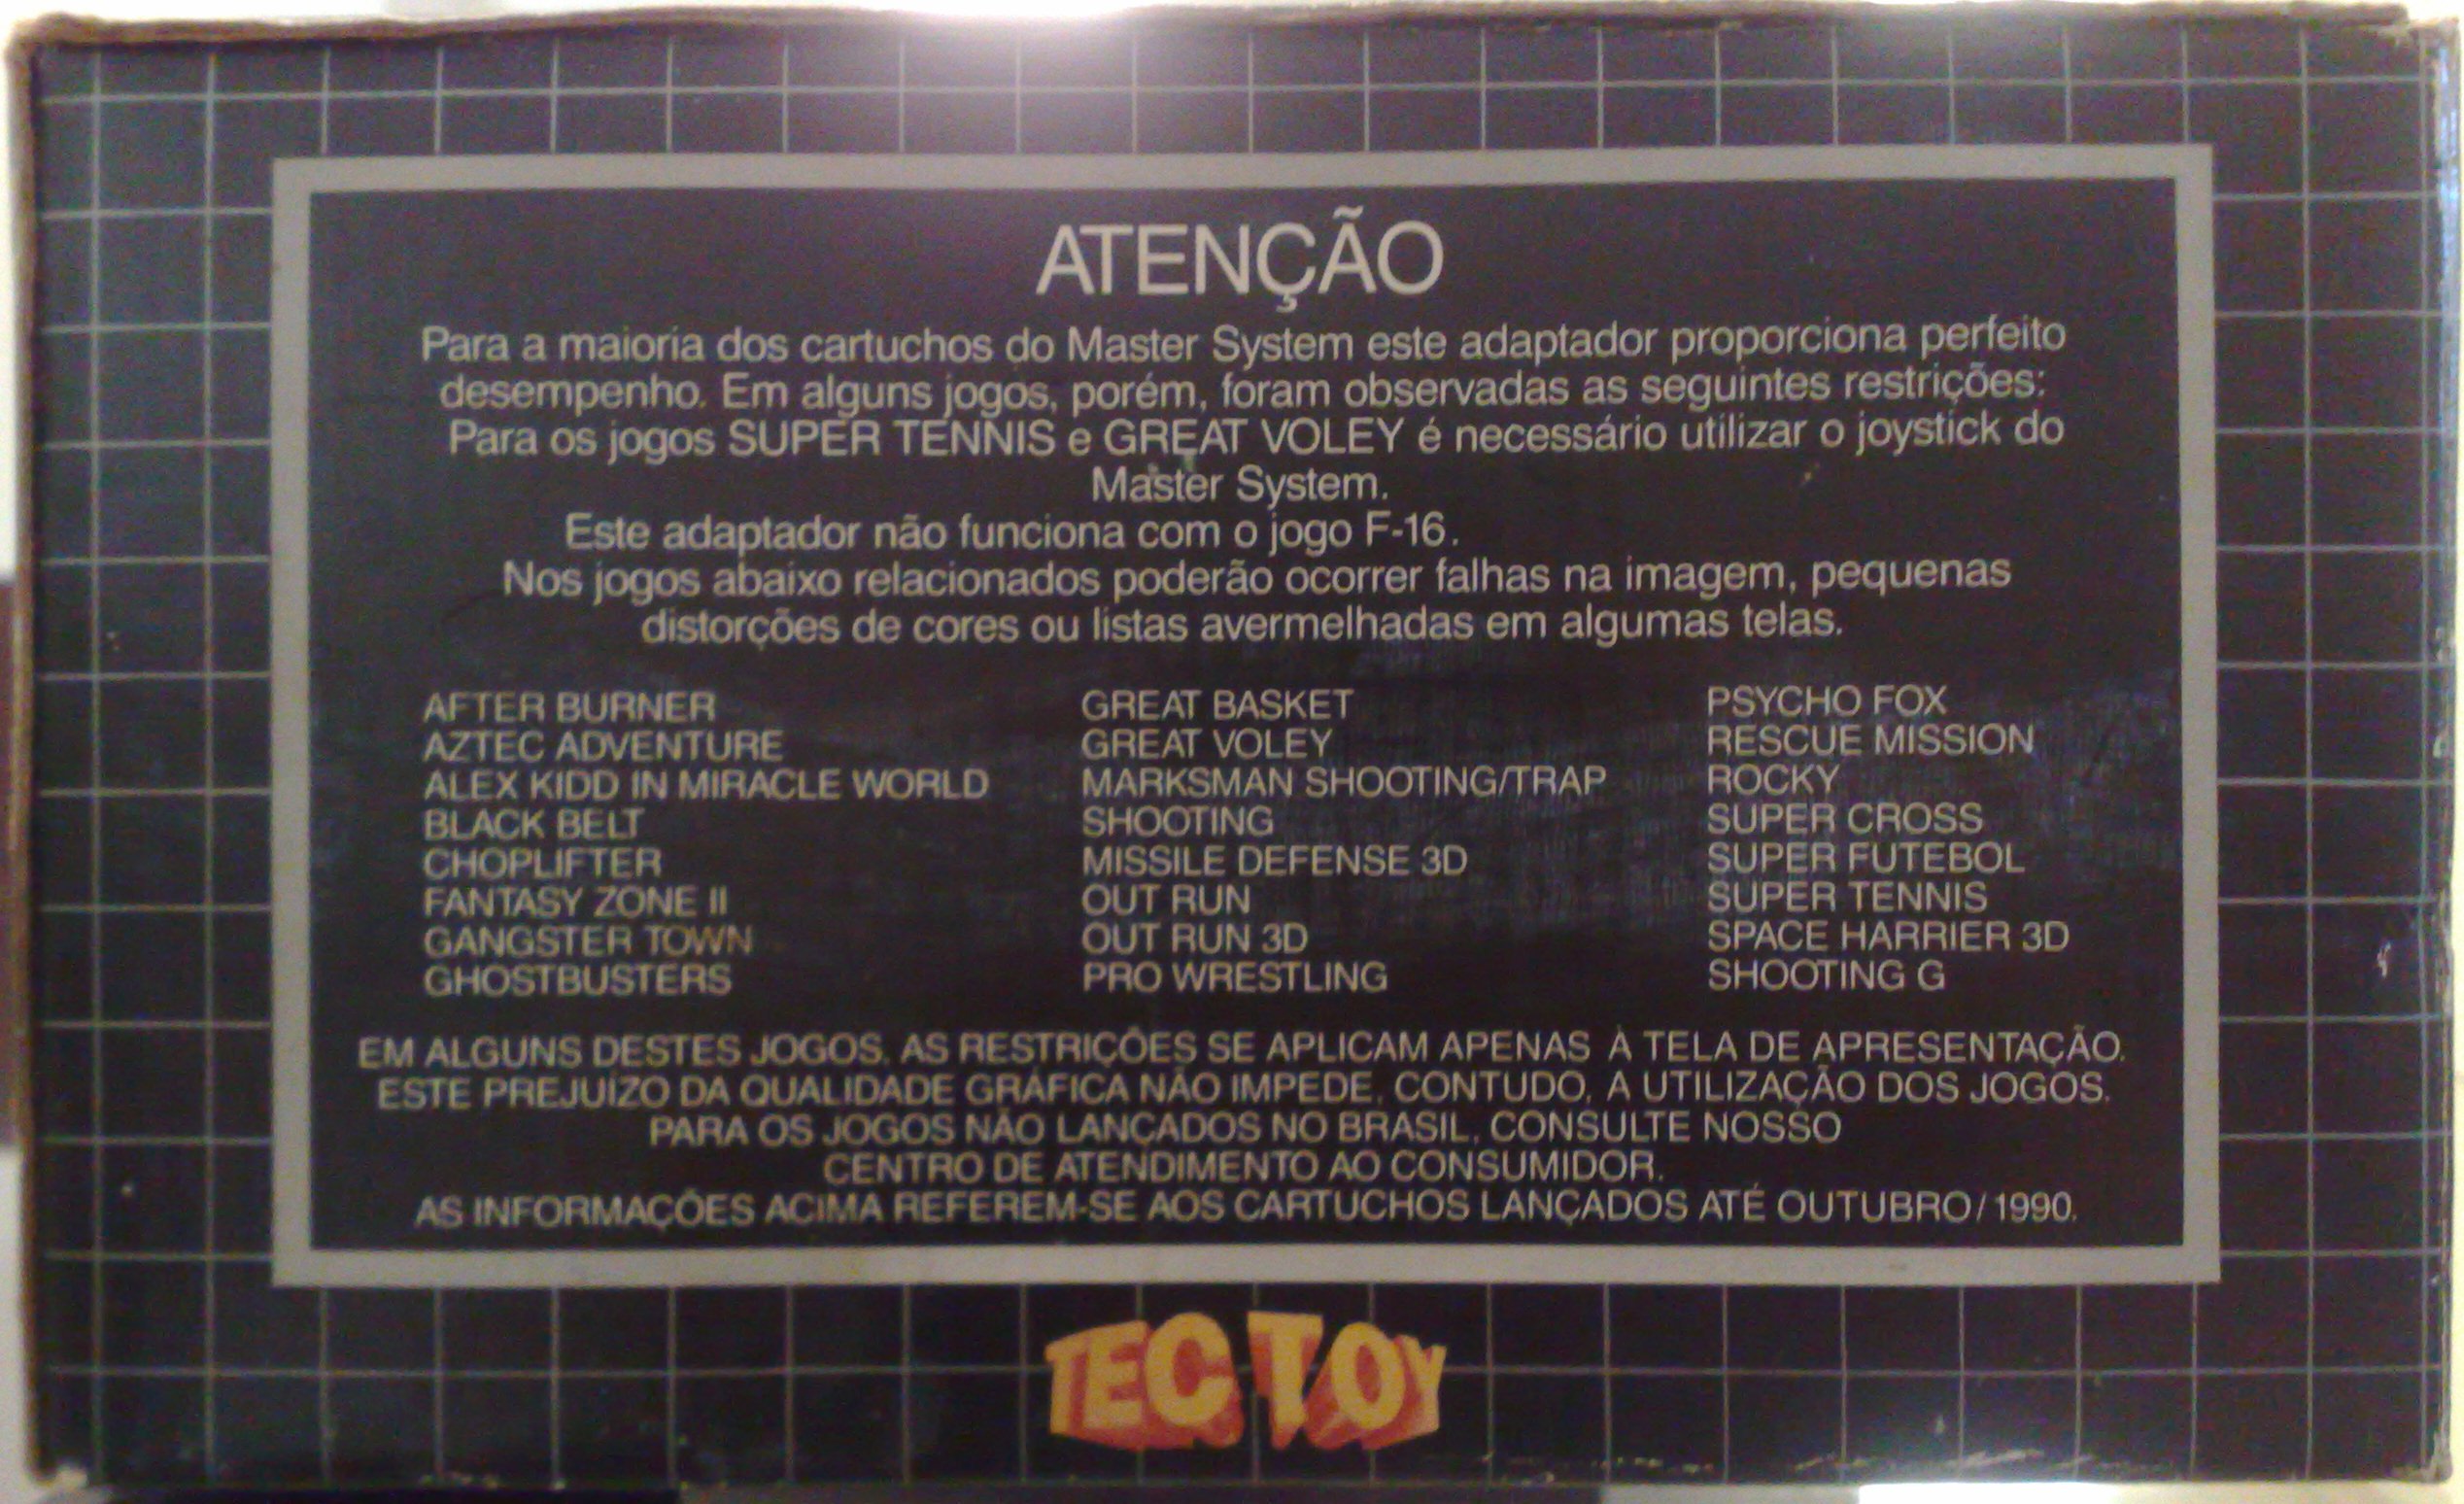 ATENÇÃO
Para a maioria dos cartuchos do Master System este adaptador proporciona perfeito
desempenho. Em alguns jogos, porém, foram observadas as seguintes restrições:
Para os jogos SUPER TENNIS e GREAT VOLEY é necessário utilizar o joystick do
Master System.
Este adaptador não funciona com o jogo F-16.
Nos jogos abaixo relacionados poderão ocorrer falhas na imagem, pequenas
distorções de cores ou listas avermelhadas em algumas telas.
AFTER BURNER
AZTEC ADVENTURE
ALEX KIDD IN MIRACLE WORLD
BLACK BELT
CHOPLIFTER
FANTASY ZONE II
GANGSTER TOWN
GHOSTBUSTERS
GREAT BASKET
GREAT VOLEY
MARKSMAN SHOOTING/TRAP
SHOOTING
MISSILE DEFENSE 3D
OUT RUN
OUT RUN 3D
PRO WRESTLING
PSYCHO FOX
RESCUE MISSION
ROCKY
SUPER CROSS
SUPER FUTEBOL
SUPER TENNIS
SPACE HARRIER 3D
SHOOTING G
EM ALGUNS DESTES JOGOS, AS RESTRIÇÕES SE APLICAM APENAS À TELA DE APRESENTAÇÃO.
ESTE PREJUÍZO DA QUALIDADE GRÁFICA NÃO IMPEDE, CONTUDO, A UTILIZAÇÃO DOS JOGOS.
PARA OS JOGOS NÃO LANÇADOS NO BRASIL, CONSULTE NOSSO
CENTRO DE ATENDIMENTO AO CONSUMIDOR.
AS INFORMAÇÕES ACIMA REFEREM-SE AOS CARTUCHOS LANÇADOS ATÉ OUTUBRO/1990.
TEC TOY